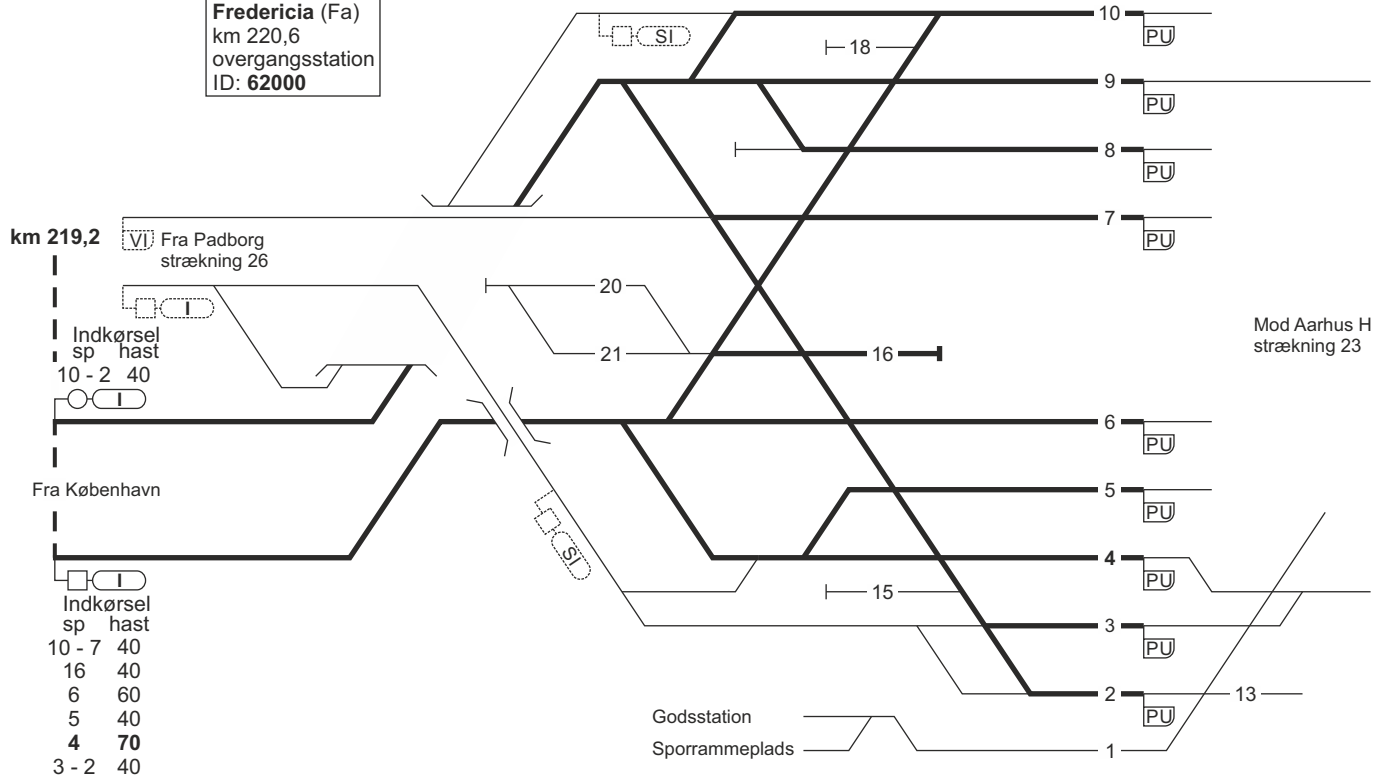 Fredericia (Fa)
km 220,6
overgangsstation
ID: 62000
SI
10
PU
18
9
PU
8
PU
7
PU
km 219,2
VI
Fra Padborg
strækning 26
I
20
21
16
Mod Aarhus H
strækning 23
Indkørsel
sp hast
10 - 2 40
I
6
PU
Fra København
5
PU
SI
4
PU
I
15
3
PU
Indkørsel
sp hast
10 - 7 40
16 40
6 60
5 40
4 70
3 - 2 40
2
13
PU
Godsstation
Sporrammeplads
1